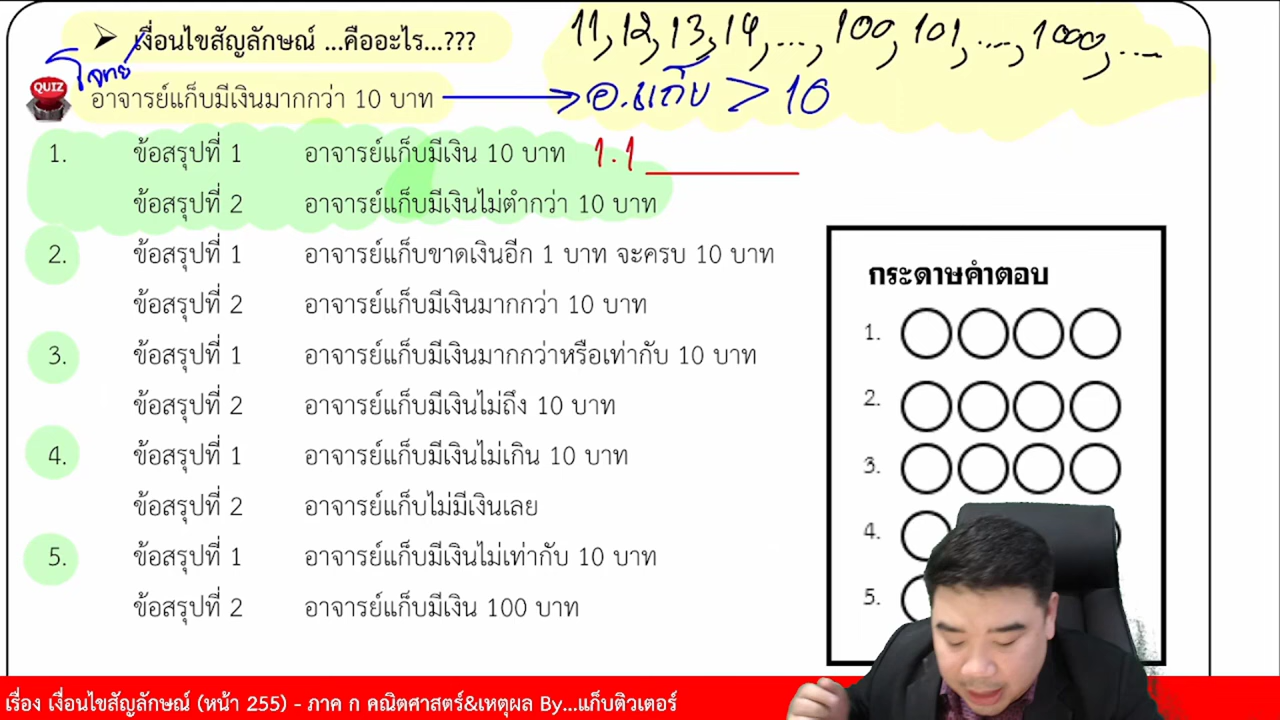 ➤ เงื่อนไขสัญลักษณ์ ...คืออะไร...???
11, 12, 13, 14, ..., 100, 101, ..., 1000, ....
โจทย์
QUIZ
อาจารย์แก็บมีเงินมากกว่า 10 บาท → อ.แก๊บ > 10
1. ข้อสรุปที่ 1 อาจารย์แก็บมีเงิน 10 บาท 1.1
ข้อสรุปที่ 2 อาจารย์แก็บมีเงินไม่ต่ำกว่า 10 บาท
2. ข้อสรุปที่ 1 อาจารย์แก็บขาดเงินอีก 1 บาท จะครบ 10 บาท
ข้อสรุปที่ 2 อาจารย์แก็บมีเงินมากกว่า 10 บาท
3. ข้อสรุปที่ 1 อาจารย์แก็บมีเงินมากกว่าหรือเท่ากับ 10 บาท
ข้อสรุปที่ 2 อาจารย์แก็บมีเงินไม่ถึง 10 บาท
4. ข้อสรุปที่ 1 อาจารย์แก็บมีเงินไม่เกิน 10 บาท
ข้อสรุปที่ 2 อาจารย์แก็บไม่มีเงินเลย
5. ข้อสรุปที่ 1 อาจารย์แก็บมีเงินไม่เท่ากับ 10 บาท
ข้อสรุปที่ 2 อาจารย์แก็บมีเงิน 100 บาท
กระดาษคำตอบ
1.
2.
3.
4.
5.
เรื่อง เงื่อนไขสัญลักษณ์ (หน้า 255) - ภาค ก คณิตศาสตร์&เหตุผล By...แก็บติวเตอร์